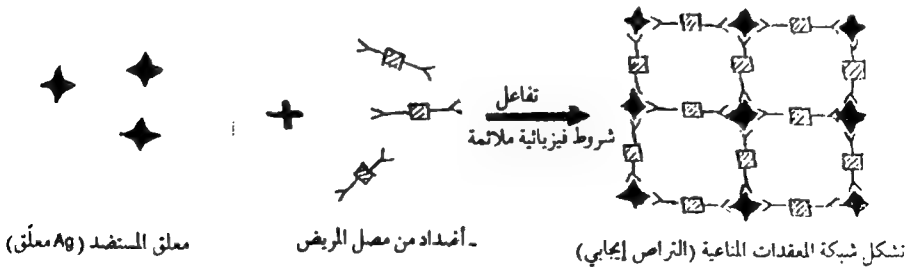 تفاعل
شروط فيزيائية ملائمة
معلق المستضد (Ag معلّق)
- أضداد من مصل المريض
تشكل شبكة المعقدات المناعية (التراص إيجابي)